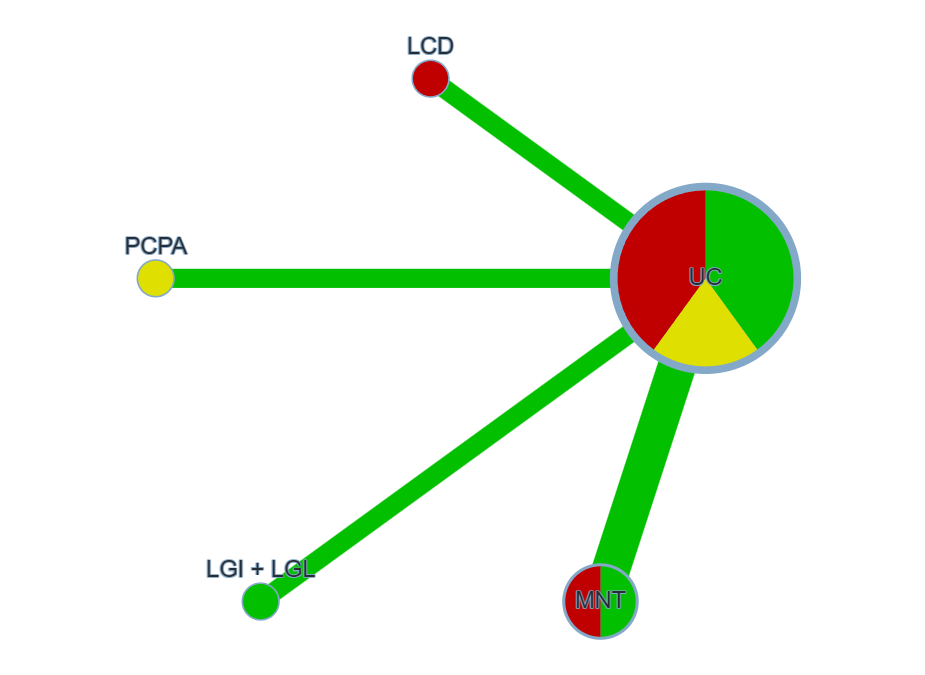 LCD
PCPA
UC
LGI + LGL
MNT